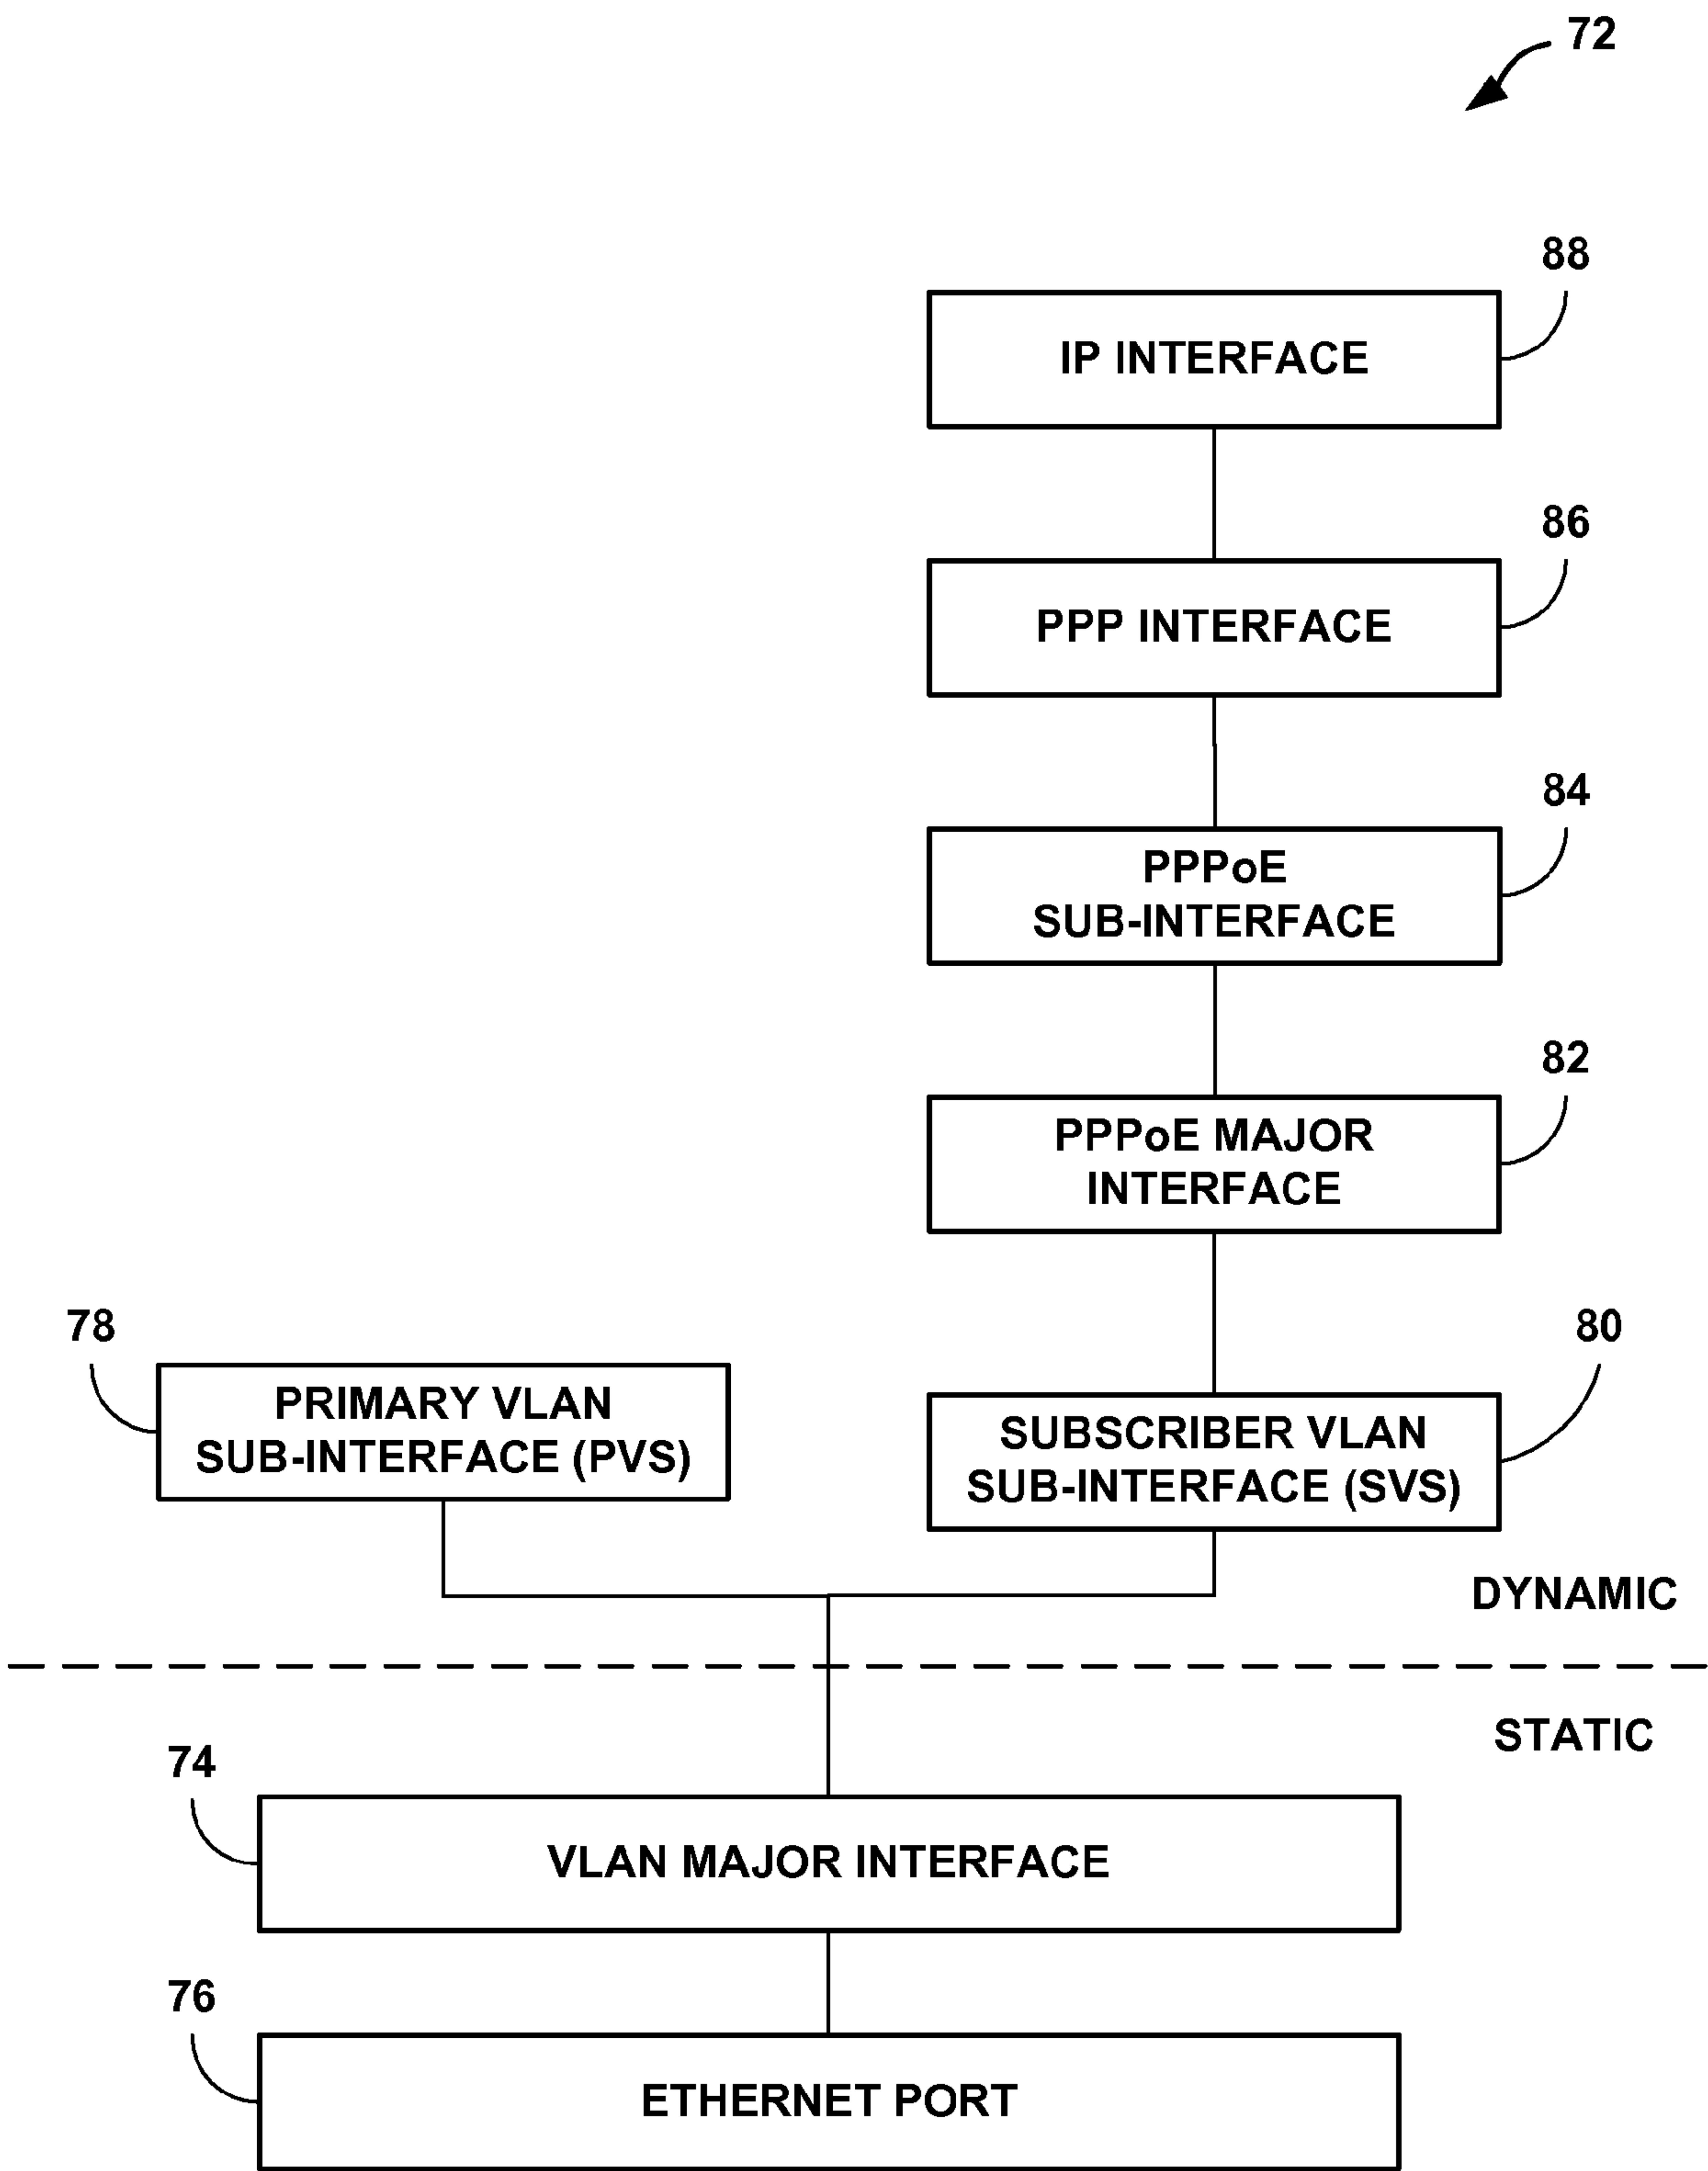 72
88
IP INTERFACE
86
PPP INTERFACE
84
PPPoE
SUB-INTERFACE
82
PPPoE MAJOR
INTERFACE
78
PRIMARY VLAN
SUB-INTERFACE (PVS)
80
SUBSCRIBER VLAN
SUB-INTERFACE (SVS)
DYNAMIC
STATIC
74
VLAN MAJOR INTERFACE
76
ETHERNET PORT